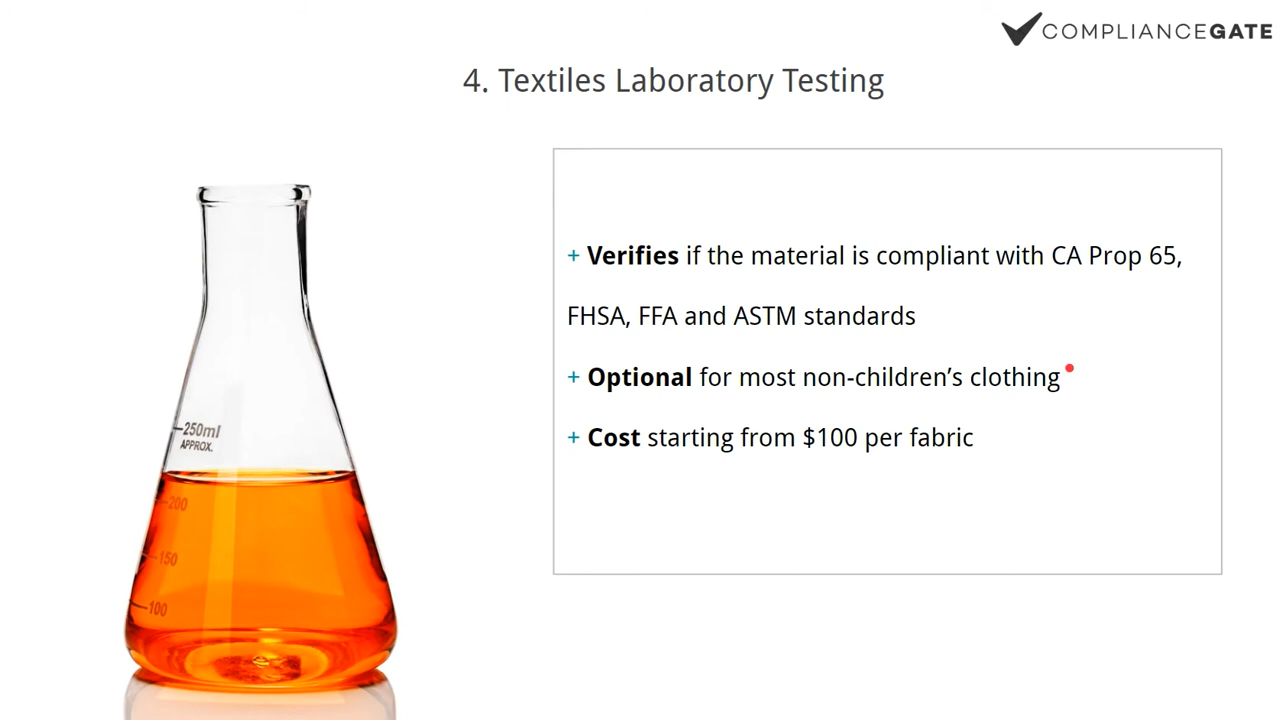 COMPLIANCEGATE
4. Textiles Laboratory Testing
+ Verifies if the material is compliant with CA Prop 65,
FHSA, FFA and ASTM standards
+ Optional for most non-children’s clothing
+ Cost starting from $100 per fabric
250ml
APPROX.
200
150
100